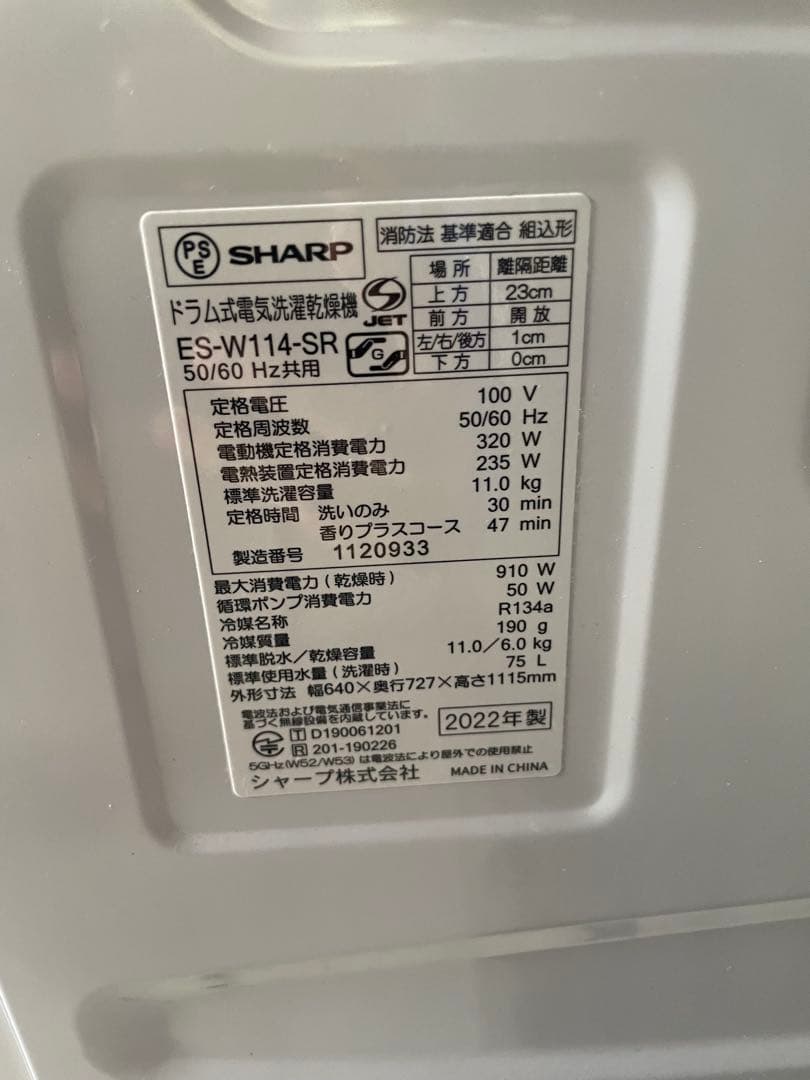 PSE SHARP
消防法 基準適合 組込形
場所 離隔距離
上方 23cm
前方 開放
左/右/後方 1cm
下方 0cm
ドラム式電気洗濯乾燥機
JET
ES-W114-SR
G
50/60 Hz共用
定格電圧 100 V
定格周波数 50/60 Hz
電動機定格消費電力 320 W
電熱装置定格消費電力 235 W
標準洗濯容量 11.0 kg
定格時間 洗いのみ 30 min
香りプラスコース 47 min
製造番号 1120933
最大消費電力(乾燥時) 910 W
循環ポンプ消費電力 50 W
冷媒名称 R134a
冷媒質量 190 g
標準脱水/乾燥容量 11.0/6.0 kg
標準使用水量(洗濯時) 75 L
外形寸法 幅640×奥行727×高さ1115mm
電波法および電気通信事業法に
基づく無線設備を内蔵しています。
2022年製
T D190061201
R 201-190226
5GHz(W52/W53)は電波法により屋外での使用禁止
シャープ株式会社 MADE IN CHINA